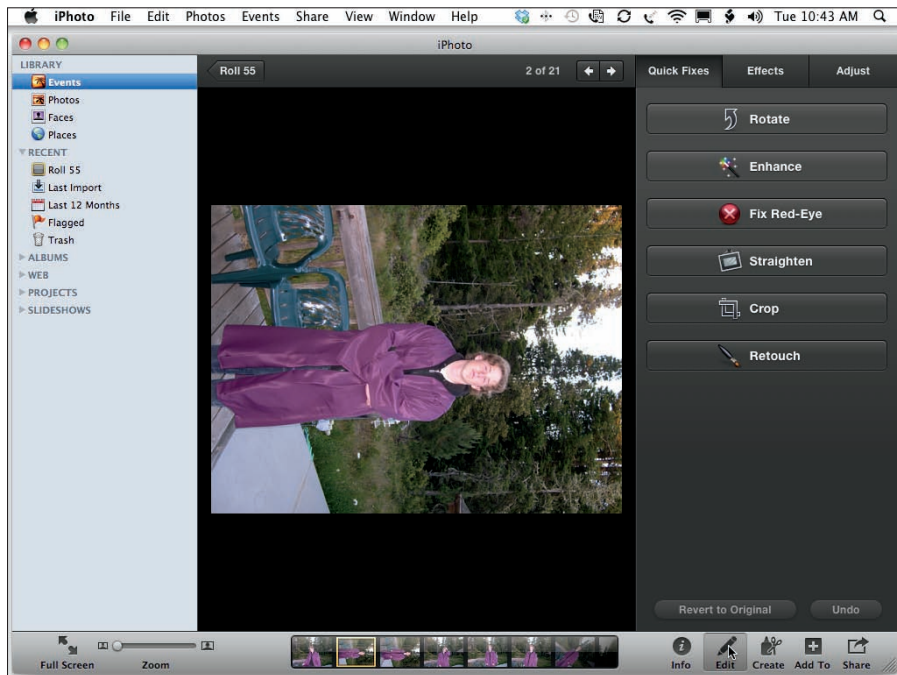 iPhoto File Edit Photos Events Share View Window Help Tue 10:43 AM
iPhoto
LIBRARY
Events
Photos
Faces
Places
RECENT
Roll 55
Last Import
Last 12 Months
Flagged
Trash
ALBUMS
WEB
PROJECTS
SLIDESHOWS
Roll 55
2 of 21
Quick Fixes Effects Adjust
Rotate
Enhance
Fix Red-Eye
Straighten
Crop
Retouch
Revert to Original Undo
Full Screen Zoom
Info Edit Create Add To Share